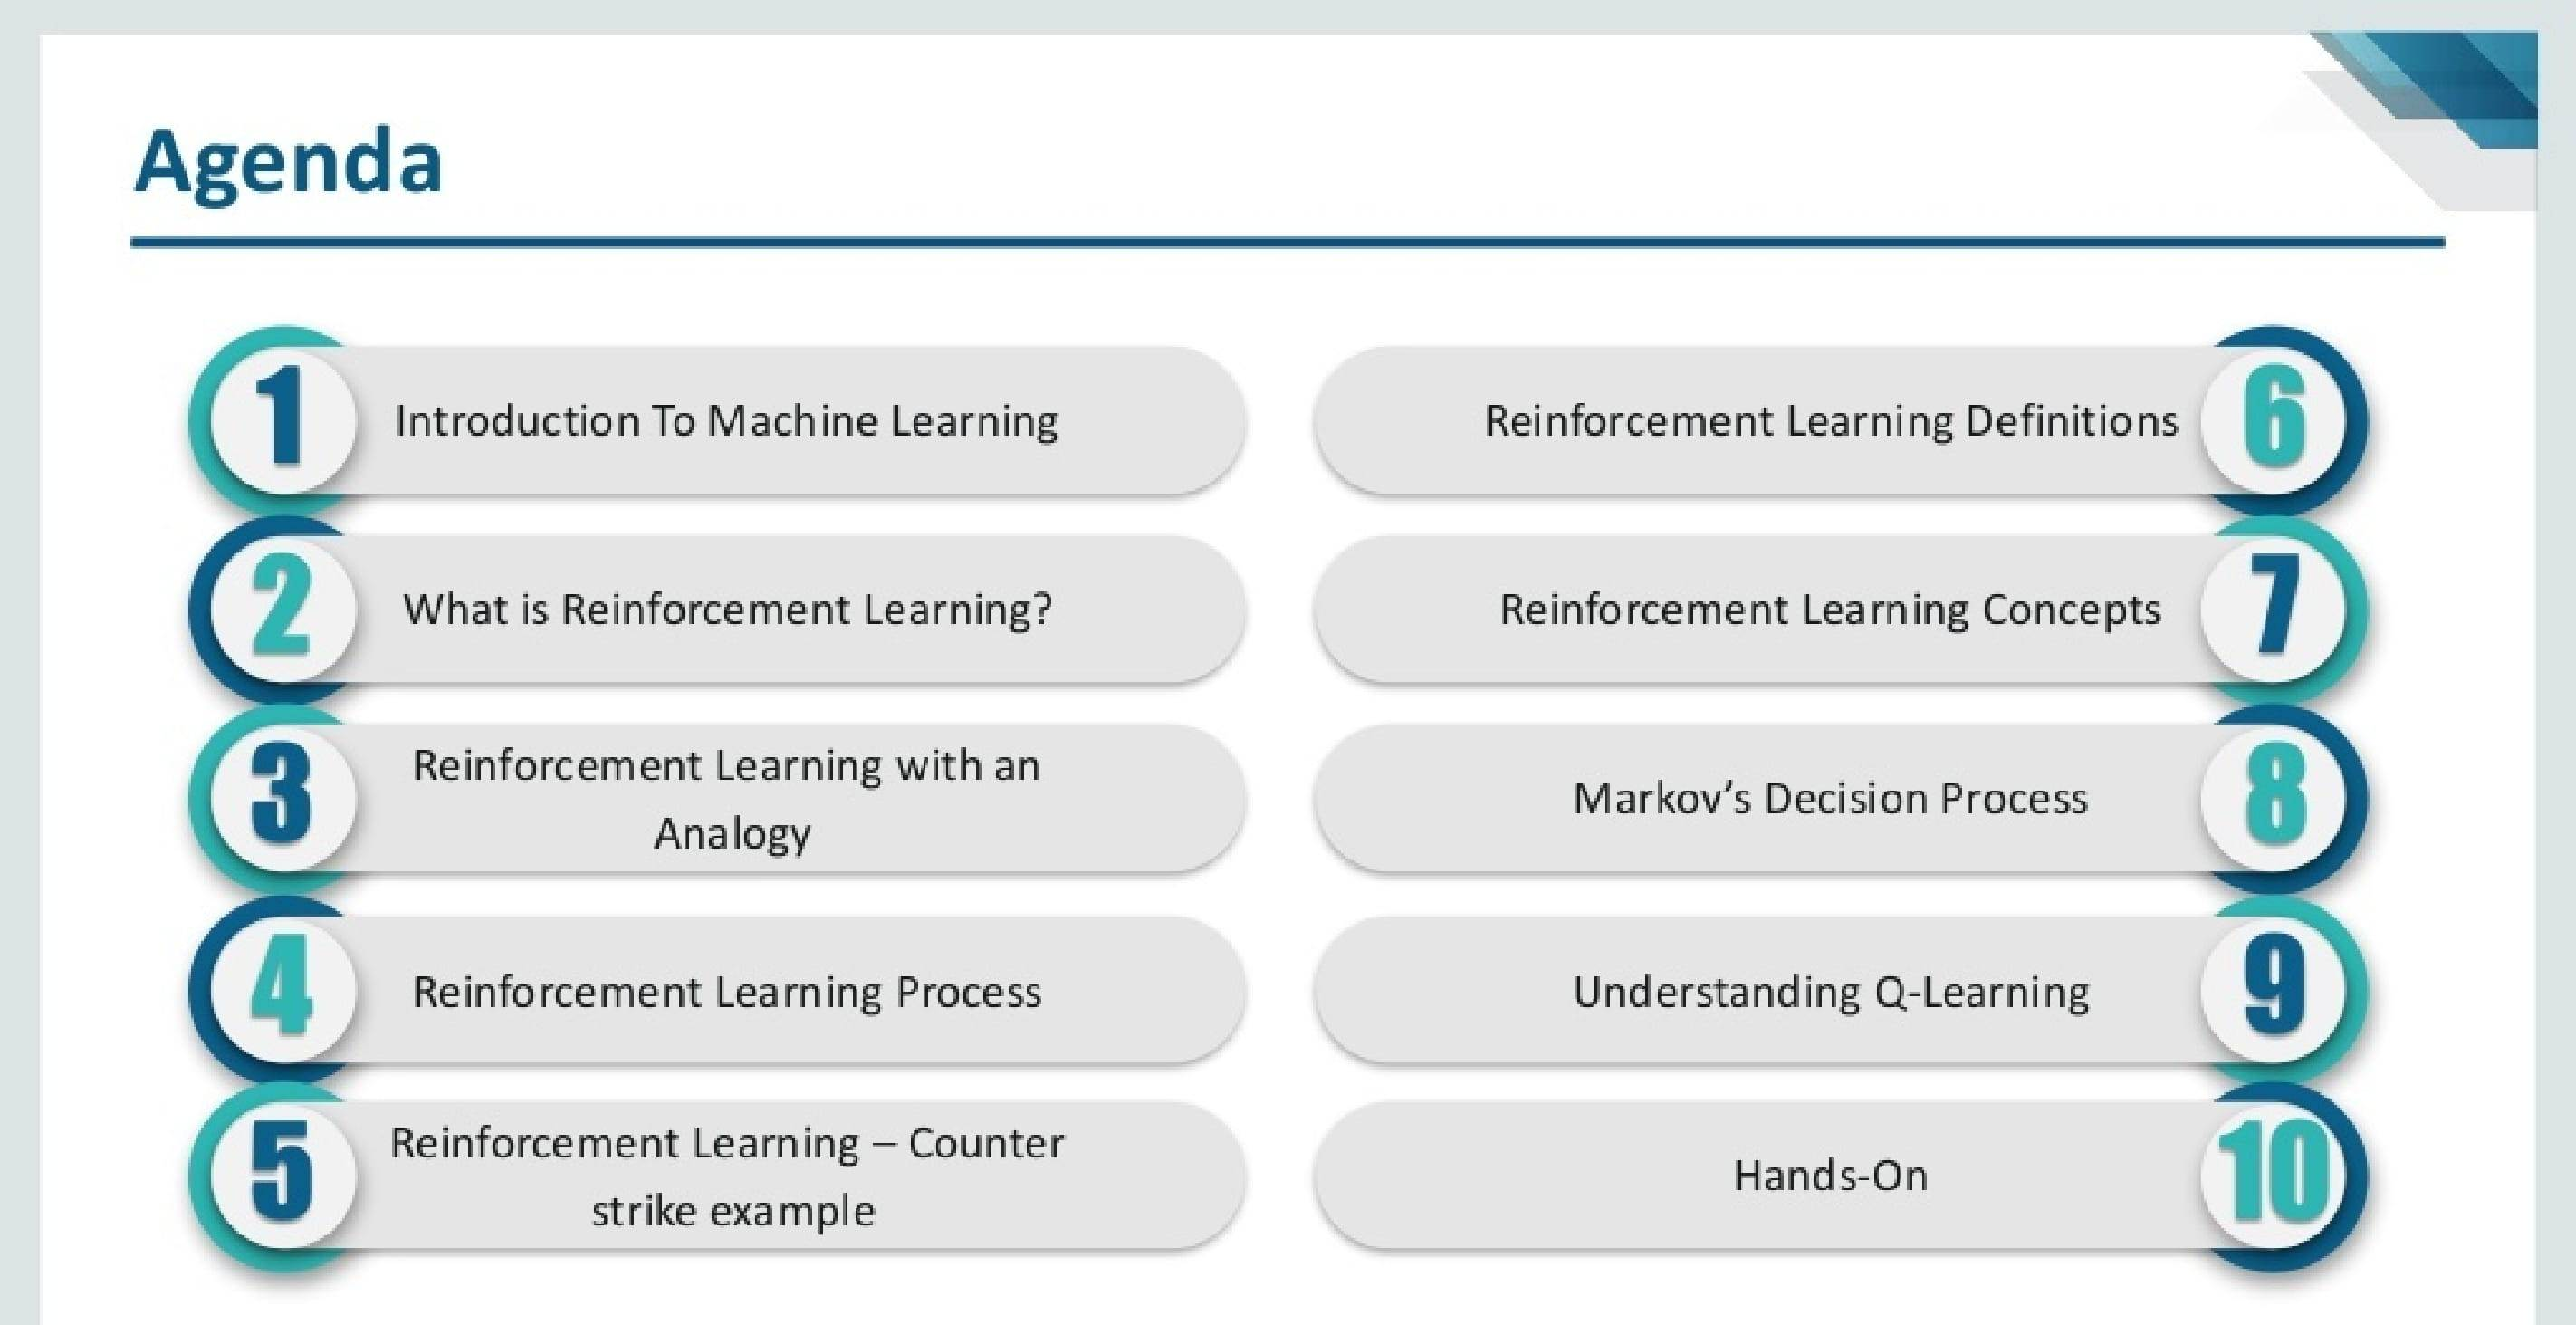 Agenda
1 Introduction To Machine Learning
2 What is Reinforcement Learning?
3 Reinforcement Learning with an
Analogy
4 Reinforcement Learning Process
5 Reinforcement Learning – Counter
strike example
Reinforcement Learning Definitions 6
Reinforcement Learning Concepts 7
Markov’s Decision Process 8
Understanding Q-Learning 9
Hands-On 10